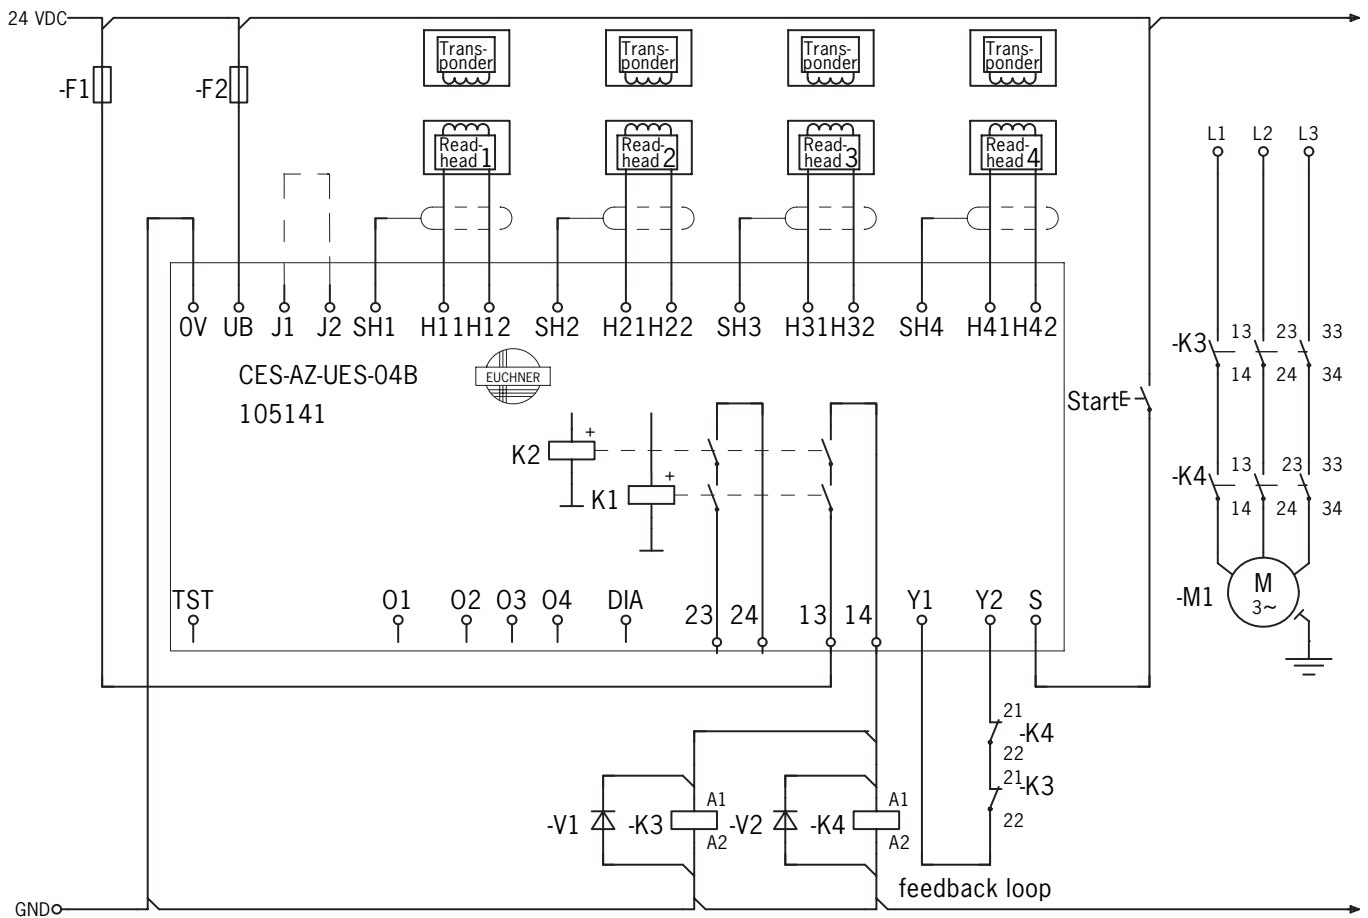 24 VDC
-F1
-F2
Trans-
ponder
Trans-
ponder
Trans-
ponder
Trans-
ponder
Read-
head 1
Read-
head 2
Read-
head 3
Read-
head 4
L1 L2 L3
0V UB J1 J2 SH1 H11 H12 SH2 H21 H22 SH3 H31 H32 SH4 H41 H42
CES-AZ-UES-04B
105141
EUCHNER
-K3
13 23 33
14 24 34
Start
K2 +
K1 +
-K4
13 23 33
14 24 34
-M1
M
3~
TST O1 O2 O3 O4 DIA 23 24 13 14 Y1 Y2 S
21
-K4
22
21
-K3
22
-V1 -K3 A1
A2
-V2 -K4 A1
A2
feedback loop
GND